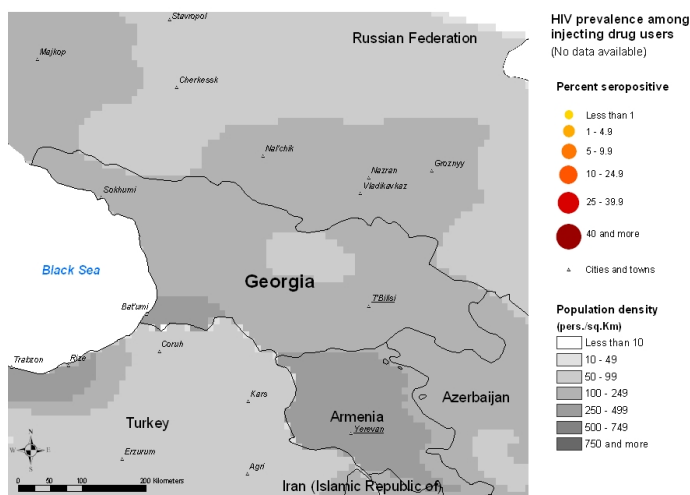 Stavropol
Russian Federation
Majkop
Cherkessk
Nal'chik
Nazran
Groznyy
Vladikavkaz
Sokhumi
Black Sea
Georgia
T'Bilisi
Bat'umi
Coruh
Trabzon
Rize
Kars
Azerbaijan
Armenia
Turkey
Yerevan
N
W E
S
Erzurum
Agri
Iran (Islamic Republic of)
0 50 100 200 Kilometers
HIV prevalence among
injecting drug users
(No data available)
Percent seropositive
Less than 1
1 - 4.9
5 - 9.9
10 - 24.9
25 - 39.9
40 and more
Cities and towns
Population density
(pers./sq.Km)
Less than 10
10 - 49
50 - 99
100 - 249
250 - 499
500 - 749
750 and more